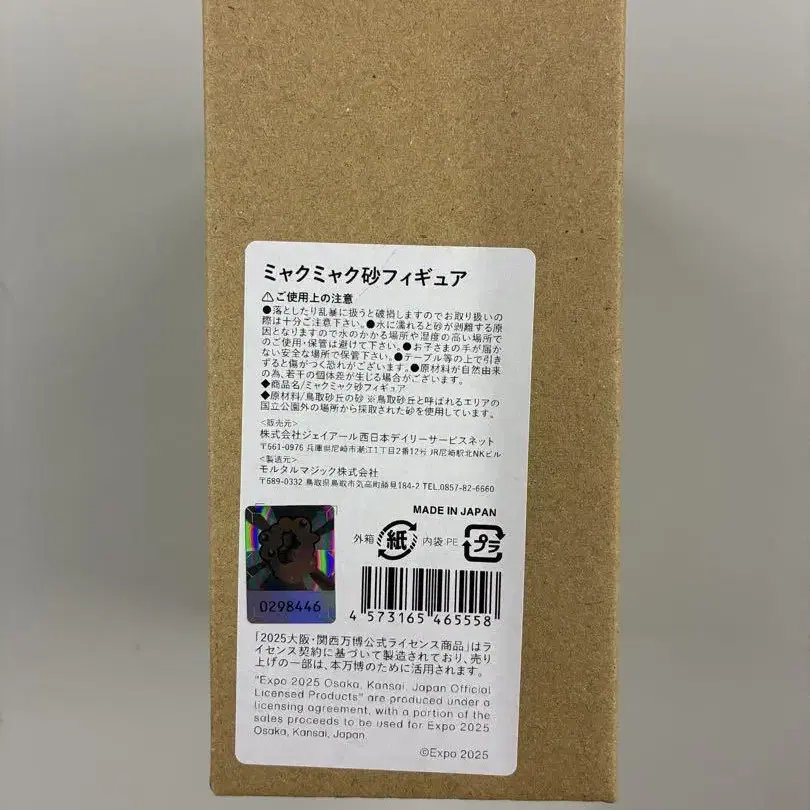 ミャクミャク砂フィギュア
⚠ご使用上の注意
●落としたり乱暴に扱うと破損しますのでお取り扱いの
際は十分ご注意下さい。●水に濡れると砂が剥離する原
因となりますので水のかかる場所や湿度の高い場所で
のご使用・保管は避けて下さい。●お子さまの手が届か
ない安全な場所で保管下さい。●テーブル等の上で引き
ずると傷がつく恐れがございます。●原材料が自然由来
の為、若干の個体差が生じる場合がございます。
◆商品名/ミャクミャク砂フィギュア
◆原材料/鳥取砂丘の砂 ※鳥取砂丘と呼ばれるエリアの
国立公園外の場所から採取された砂を使用しています。
<販売元>
株式会社ジェイアール西日本デイリーサービスネット
〒661-0976 兵庫県尼崎市潮江1丁目2番12号 JR尼崎駅北NKビル
<製造元>
モルタルマジック株式会社
〒689-0332 鳥取県鳥取市気高町勝見184-2 TEL.0857-82-6660
MADE IN JAPAN
外箱 紙 内袋:PE プラ
0298446
4 573165 465558
「2025大阪・関西万博公式ライセンス商品」はラ
イセンス契約に基づいて製造されており、売り
上げの一部は、本万博のために活用されます。
"Expo 2025 Osaka, Kansai, Japan Official
Licensed Products" are produced under a
licensing agreement, with a portion of the
sales proceeds to be used for Expo 2025
Osaka, Kansai, Japan.
©Expo 2025